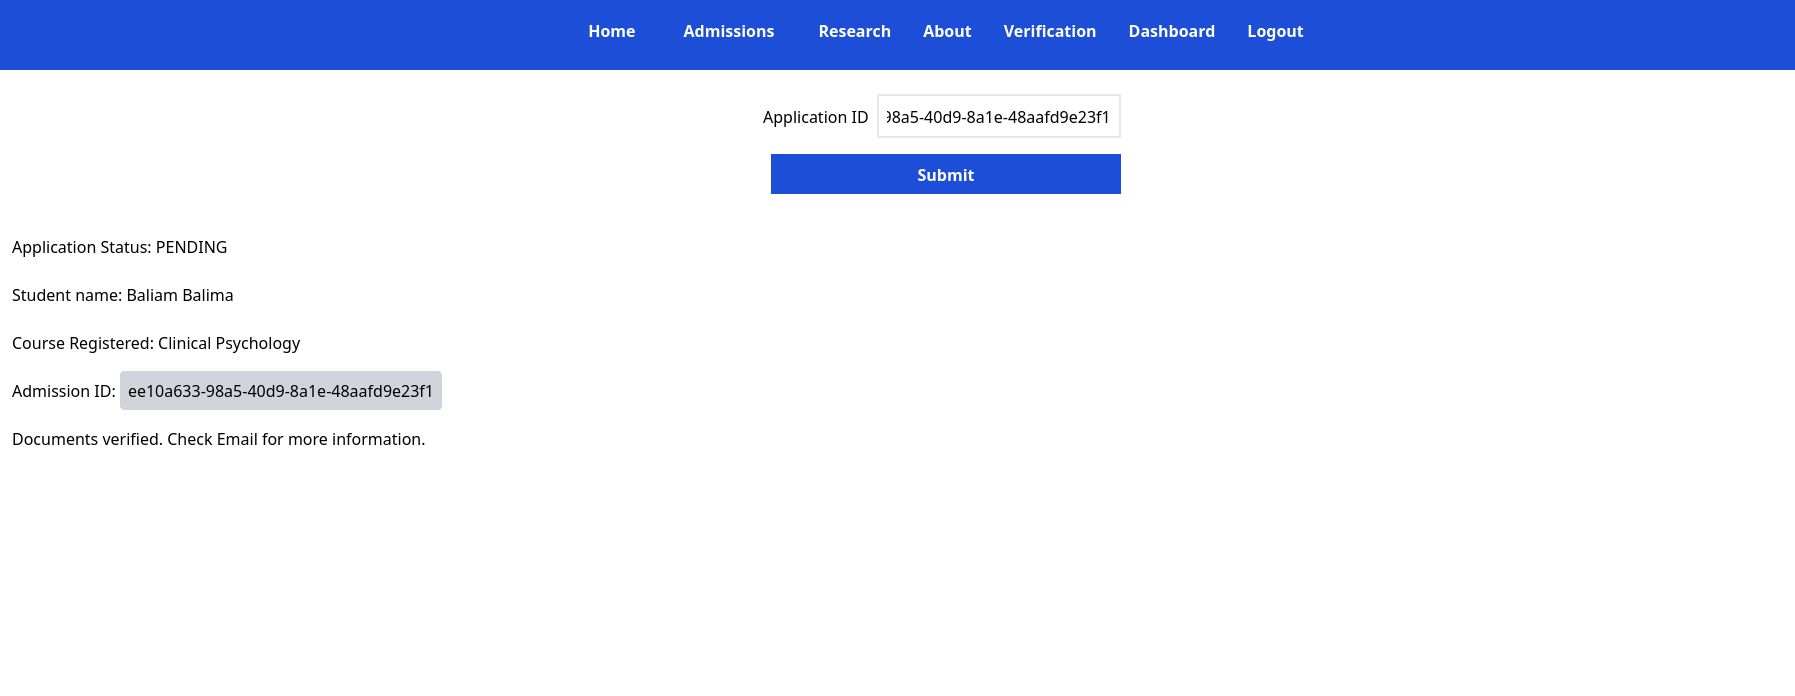 Home Admissions Research About Verification Dashboard Logout
Application ID 98a5-40d9-8a1e-48aafd9e23f1
Submit
Application Status: PENDING
Student name: Baliam Balima
Course Registered: Clinical Psychology
Admission ID: ee10a633-98a5-40d9-8a1e-48aafd9e23f1
Documents verified. Check Email for more information.